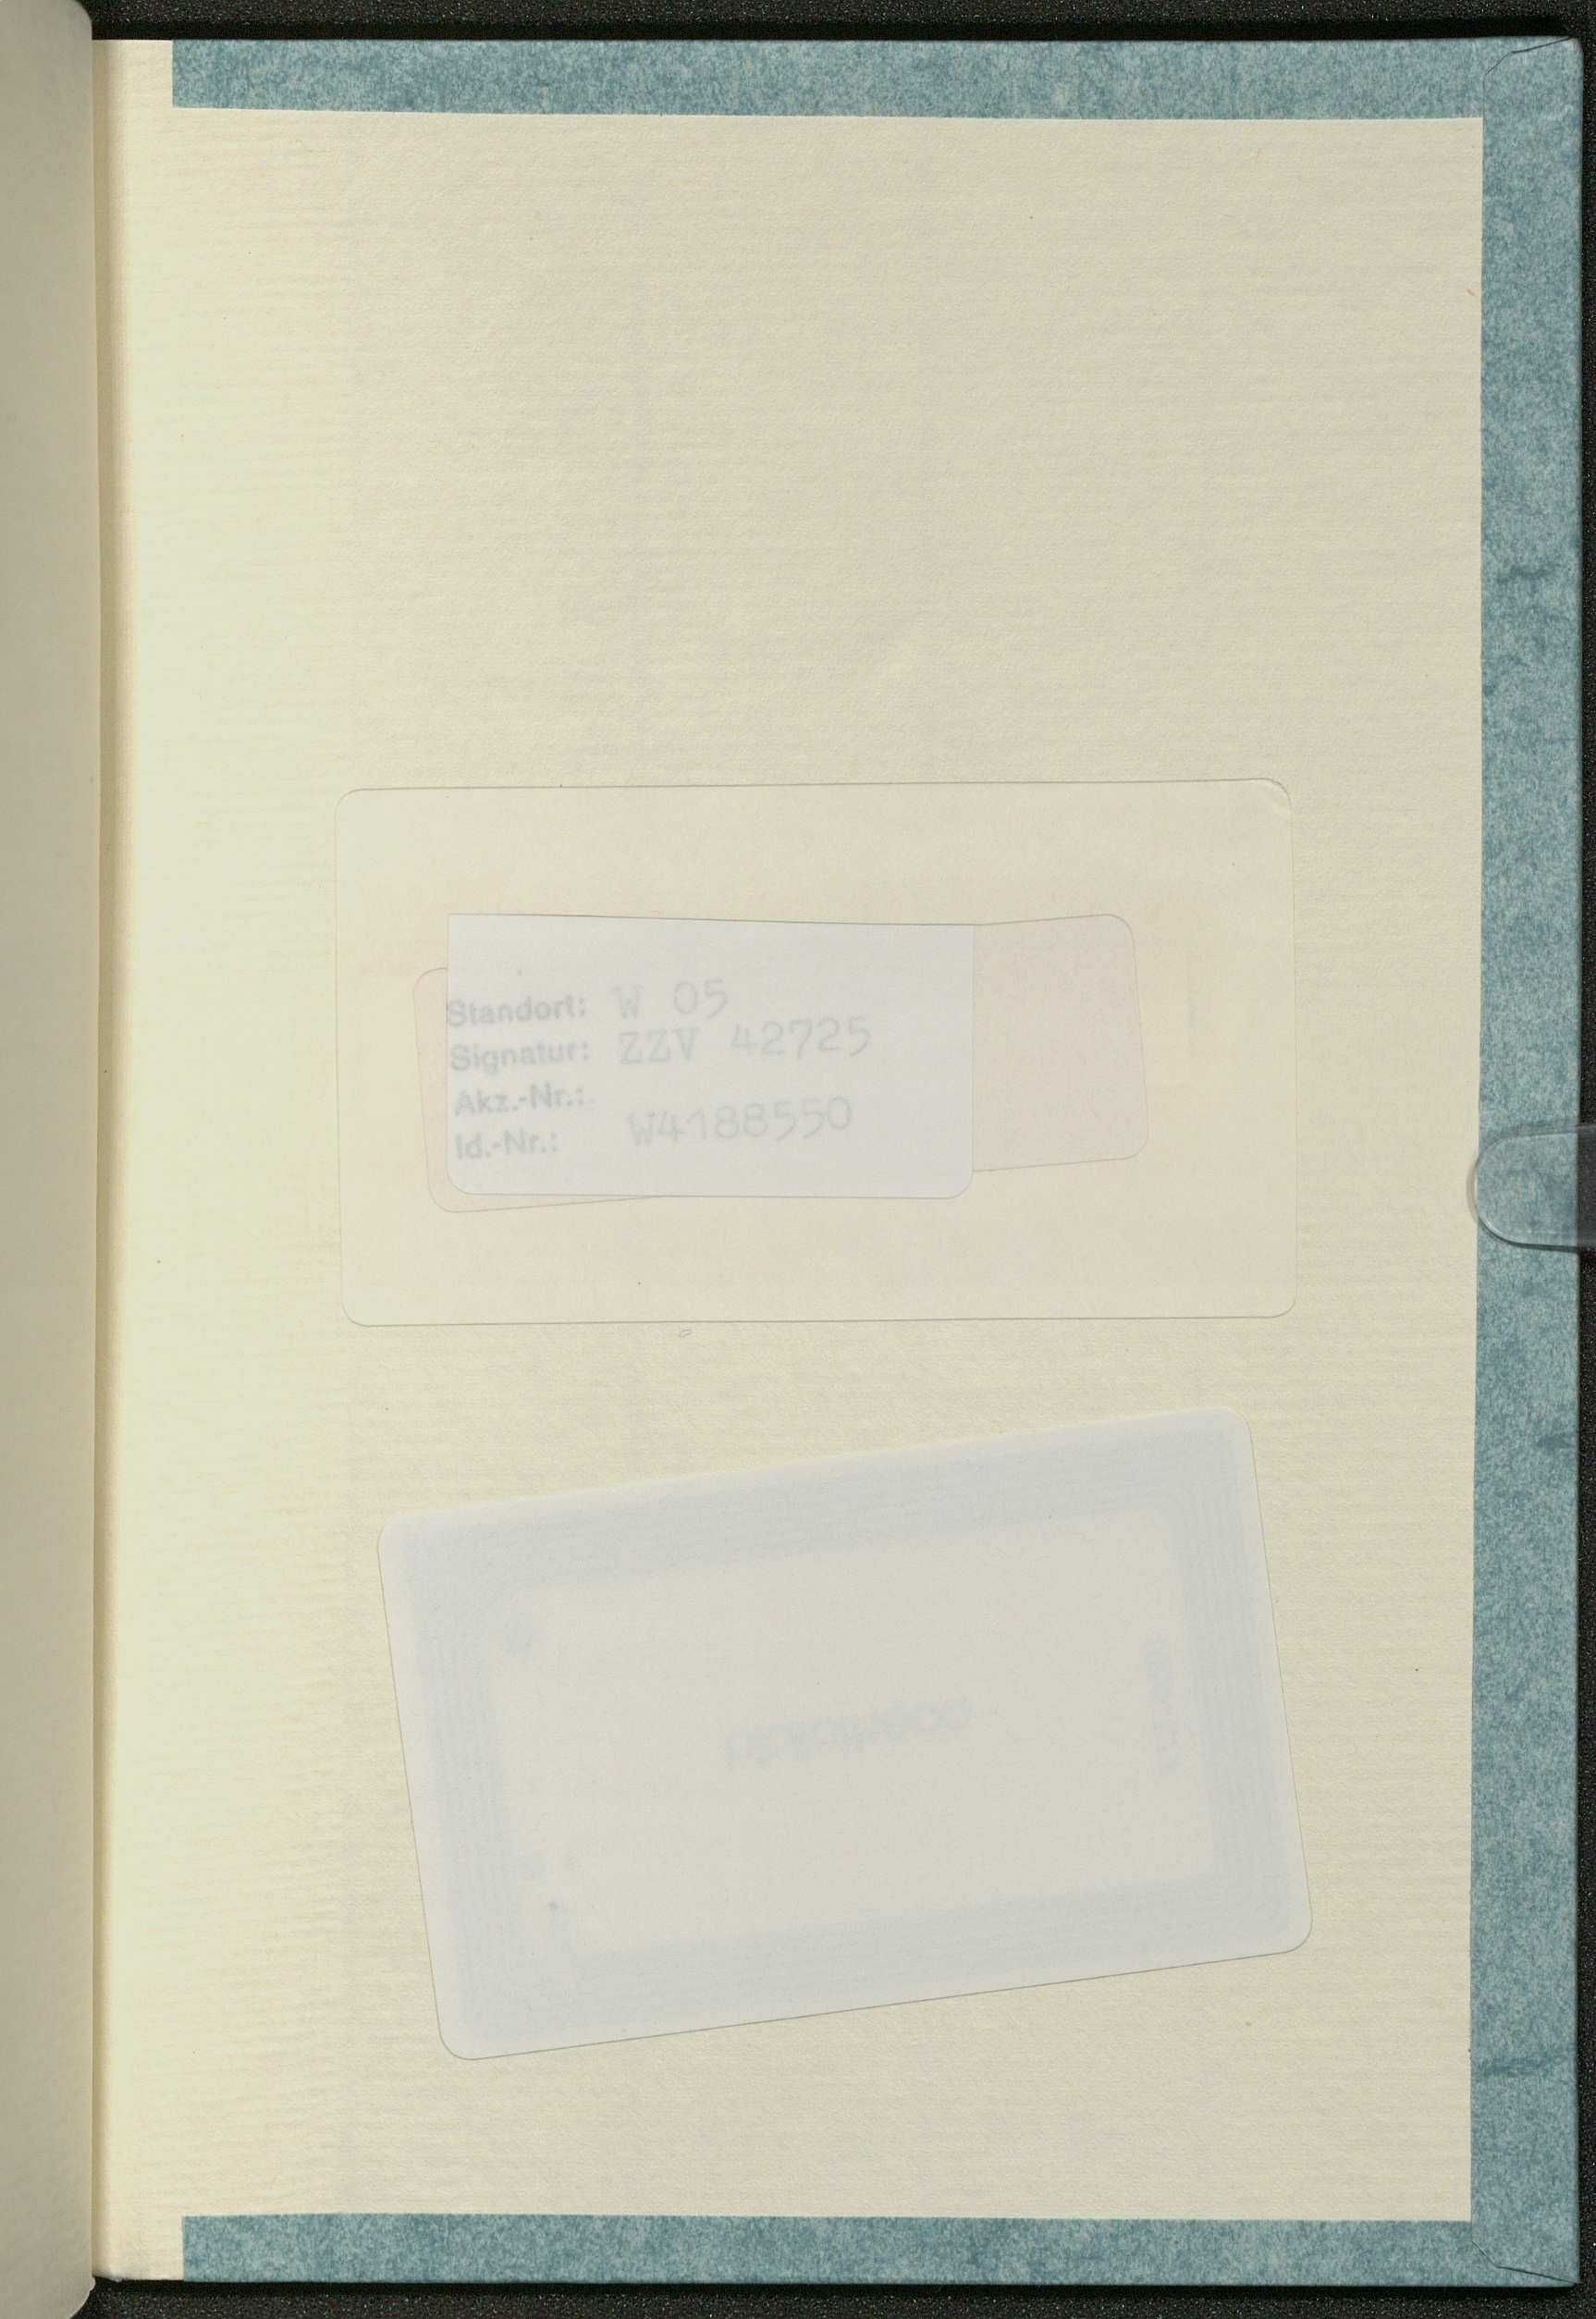 Standort: W 05
Signatur: ZZV 42725
Akz.-Nr.:
Id.-Nr.: W4188550